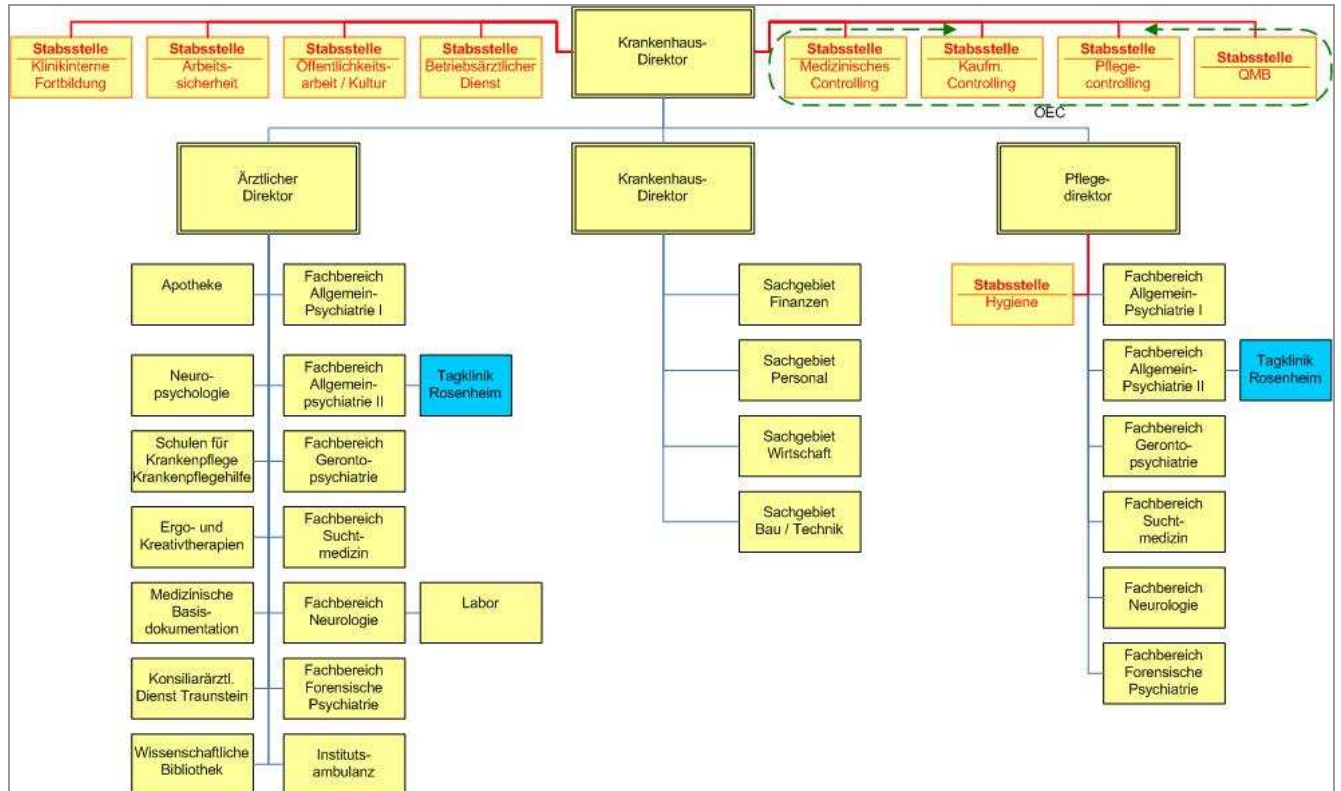 Krankenhaus-
Direktor
Stabsstelle
Klinikinterne
Fortbildung
Stabsstelle
Arbeits-
sicherheit
Stabsstelle
Öffentlichkeits-
arbeit / Kultur
Stabsstelle
Betriebsärztlicher
Dienst
Stabsstelle
Medizinisches
Controlling
Stabsstelle
Kaufm.
Controlling
Stabsstelle
Pflege-
controlling
Stabsstelle
QMB
OEC
Ärztlicher
Direktor
Krankenhaus-
Direktor
Pflege-
direktor
Apotheke
Fachbereich
Allgemein-
Psychiatrie I
Neuro-
psychologie
Fachbereich
Allgemein-
psychiatrie II
Tagklinik
Rosenheim
Schulen für
Krankenpflege
Krankenpflegehilfe
Fachbereich
Geronto-
psychiatrie
Ergo- und
Kreativtherapien
Fachbereich
Sucht-
medizin
Medizinische
Basis-
dokumentation
Fachbereich
Neurologie
Labor
Konsiliarärztl.
Dienst Traunstein
Fachbereich
Forensische
Psychiatrie
Wissenschaftliche
Bibliothek
Instituts-
ambulanz
Sachgebiet
Finanzen
Sachgebiet
Personal
Sachgebiet
Wirtschaft
Sachgebiet
Bau / Technik
Stabsstelle
Hygiene
Fachbereich
Allgemein-
Psychiatrie I
Fachbereich
Allgemein-
Psychiatrie II
Tagklinik
Rosenheim
Fachbereich
Geronto-
psychiatrie
Fachbereich
Sucht-
medizin
Fachbereich
Neurologie
Fachbereich
Forensische
Psychiatrie